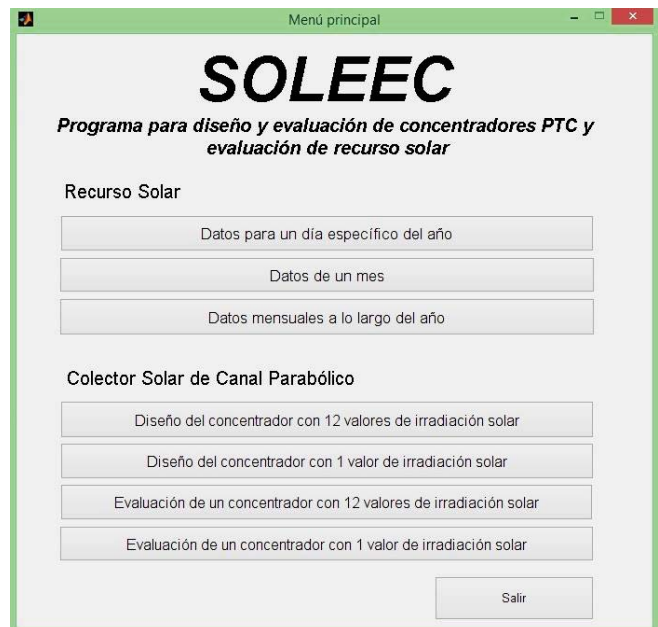 Menú principal
SOLEEC
Programa para diseño y evaluación de concentradores PTC y
evaluación de recurso solar
Recurso Solar
Datos para un día específico del año
Datos de un mes
Datos mensuales a lo largo del año
Colector Solar de Canal Parabólico
Diseño del concentrador con 12 valores de irradiación solar
Diseño del concentrador con 1 valor de irradiación solar
Evaluación de un concentrador con 12 valores de irradiación solar
Evaluación de un concentrador con 1 valor de irradiación solar
Salir